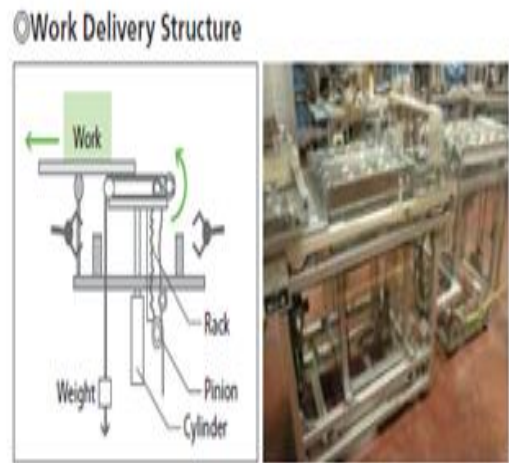 ◎Work Delivery Structure
Work
Rack
Weight
Pinion
Cylinder